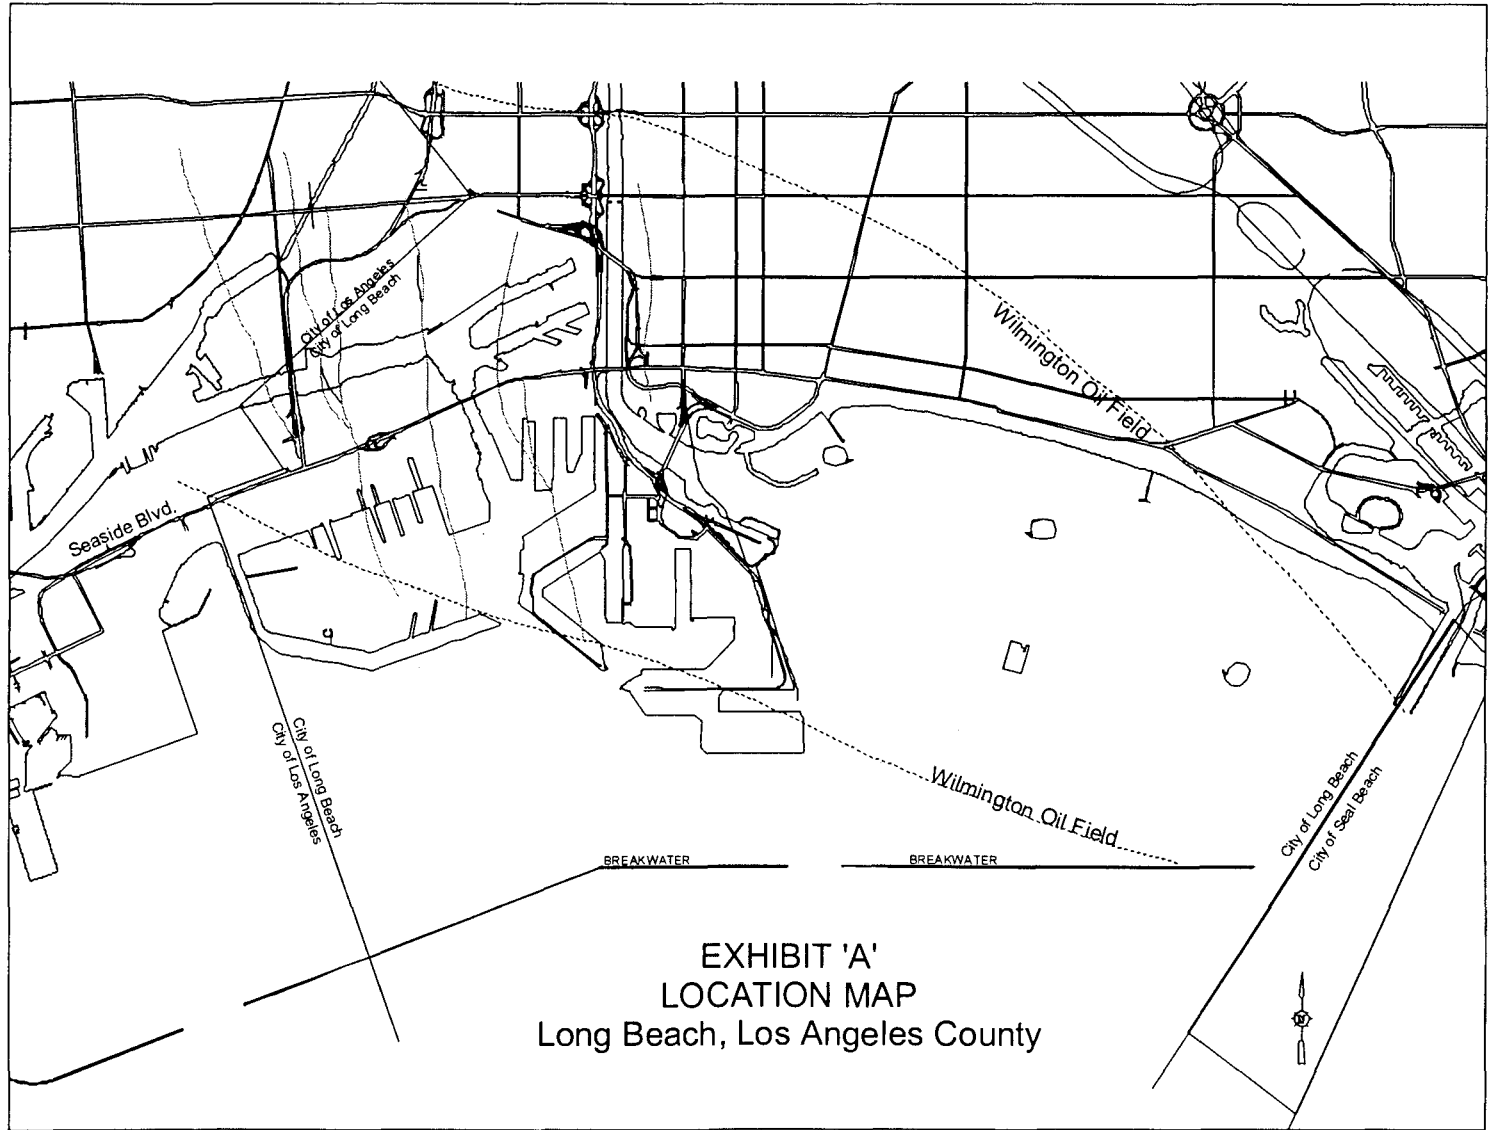 City of Los Angeles
City of Long Beach
Wilmington Oil Field
Seaside Blvd.
City of Long Beach
City of Los Angeles
Wilmington Oil Field
City of Long Beach
City of Seal Beach
BREAKWATER
BREAKWATER
EXHIBIT 'A'
LOCATION MAP
Long Beach, Los Angeles County